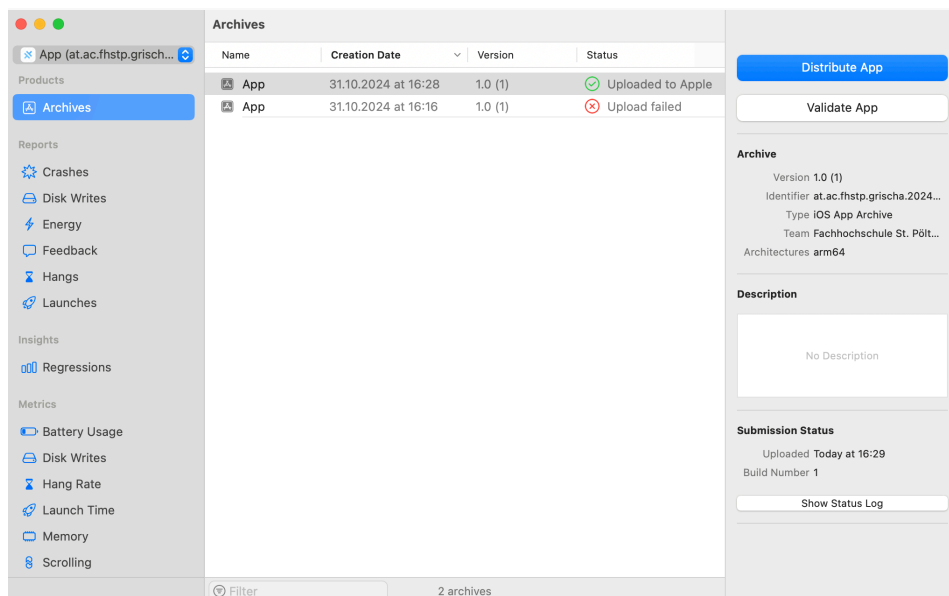 Archives
App (at.ac.fhstp.grisch...
Products
Archives
Reports
Crashes
Disk Writes
Energy
Feedback
Hangs
Launches
Insights
Regressions
Metrics
Battery Usage
Disk Writes
Hang Rate
Launch Time
Memory
Scrolling
Name Creation Date Version Status
App 31.10.2024 at 16:28 1.0 (1) Uploaded to Apple
App 31.10.2024 at 16:16 1.0 (1) Upload failed
Filter 2 archives
Distribute App
Validate App
Archive
Version 1.0 (1)
Identifier at.ac.fhstp.grischa.2024...
Type iOS App Archive
Team Fachhochschule St. Pölt...
Architectures arm64
Description
No Description
Submission Status
Uploaded Today at 16:29
Build Number 1
Show Status Log